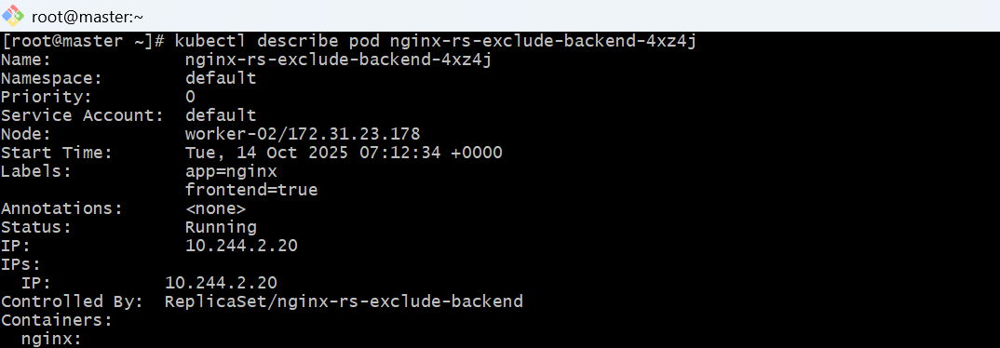 root@master:~
[root@master ~]# kubectl describe pod nginx-rs-exclude-backend-4xz4j
Name:             nginx-rs-exclude-backend-4xz4j
Namespace:        default
Priority:         0
Service Account:  default
Node:             worker-02/172.31.23.178
Start Time:       Tue, 14 Oct 2025 07:12:34 +0000
Labels:           app=nginx
                  frontend=true
Annotations:      <none>
Status:           Running
IP:               10.244.2.20
IPs:
  IP:           10.244.2.20
Controlled By:  ReplicaSet/nginx-rs-exclude-backend
Containers:
  nginx: